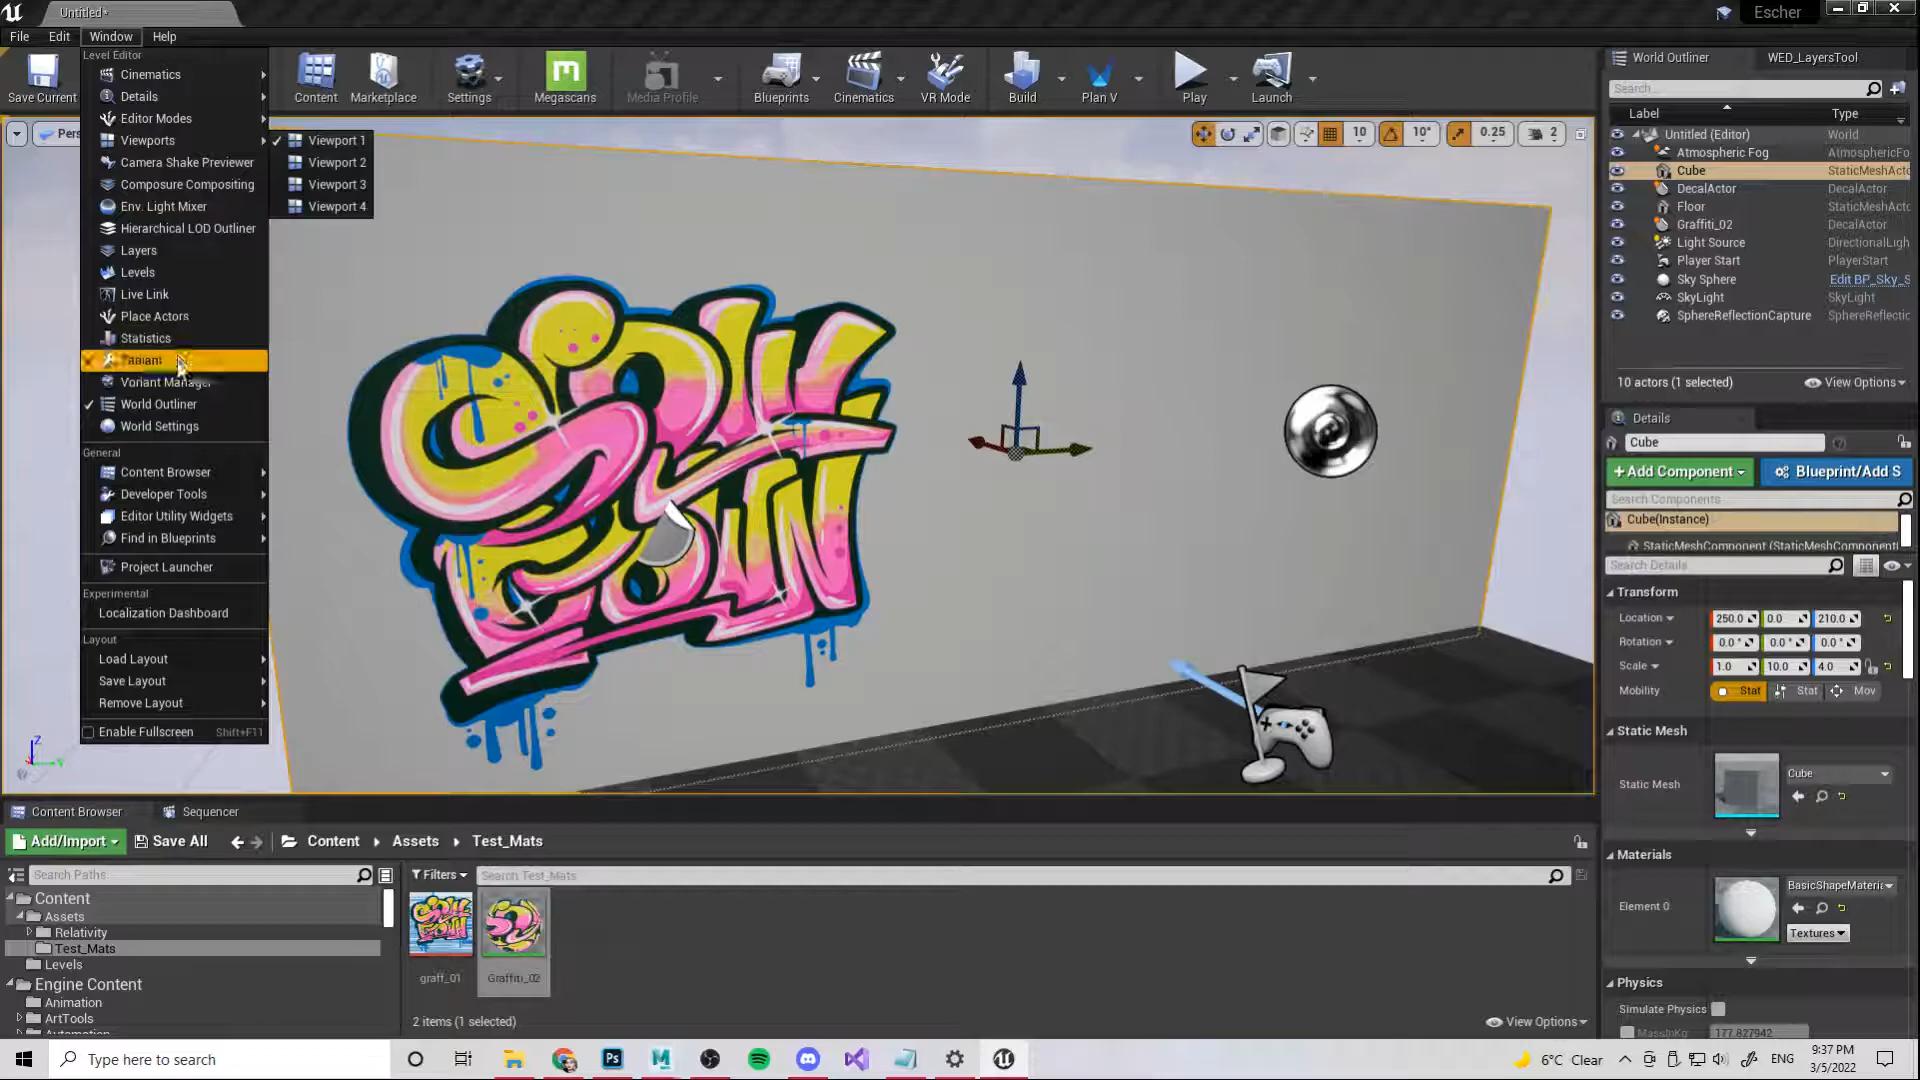 Untitled*
Escher
File Edit Window Help
Level Editor
Cinematics
Details
Editor Modes
Viewports
Camera Shake Previewer
Composure Compositing
Env. Light Mixer
Hierarchical LOD Outliner
Layers
Levels
Live Link
Place Actors
Statistics
World Outliner
World Settings
General
Content Browser
Developer Tools
Editor Utility Widgets
Find in Blueprints
Project Launcher
Experimental
Localization Dashboard
Layout
Load Layout
Save Layout
Remove Layout
Enable Fullscreen Shift+F11
Viewport 1
Viewport 2
Viewport 3
Viewport 4
Save Current Content Marketplace Settings Megascans Media Profile Blueprints Cinematics VR Mode Build Plan V Play Launch
Pers
10 10° 0.25 2
World Outliner WED_LayersTool
Search...
Label Type
Untitled (Editor) World
Atmospheric Fog AtmosphericFo
Cube StaticMeshActo
DecalActor DecalActor
Floor StaticMeshActo
Graffiti_02 DecalActor
Light Source DirectionalLigh
Player Start PlayerStart
Sky Sphere Edit BP_Sky_S
SkyLight SkyLight
SphereReflectionCapture SphereReflectic
10 actors (1 selected) View Options
Details
Cube
+Add Component Blueprint/Add S
Search Components
Cube(Instance)
StaticMeshComponent (StaticMeshComponent
Search Details
Transform
Location 250.0 0.0 210.0
Rotation 0.0° 0.0° 0.0°
Scale 1.0 10.0 4.0
Mobility Stat Stat Mov
Static Mesh
Static Mesh Cube
Materials
Element 0 BasicShapeMateria
Textures
Physics
Simulate Physics
MassInKg 177.827942
Content Browser Sequencer
Add/Import Save All Content Assets Test_Mats
Search Paths Filters Search Test_Mats
Content
Assets
Relativity
Test_Mats
Levels
Engine Content
Animation
ArtTools
Automation
graff_01 Graffiti_02
2 items (1 selected) View Options
Type here to search
Ps
6°C Clear ENG 9:37 PM
3/5/2022